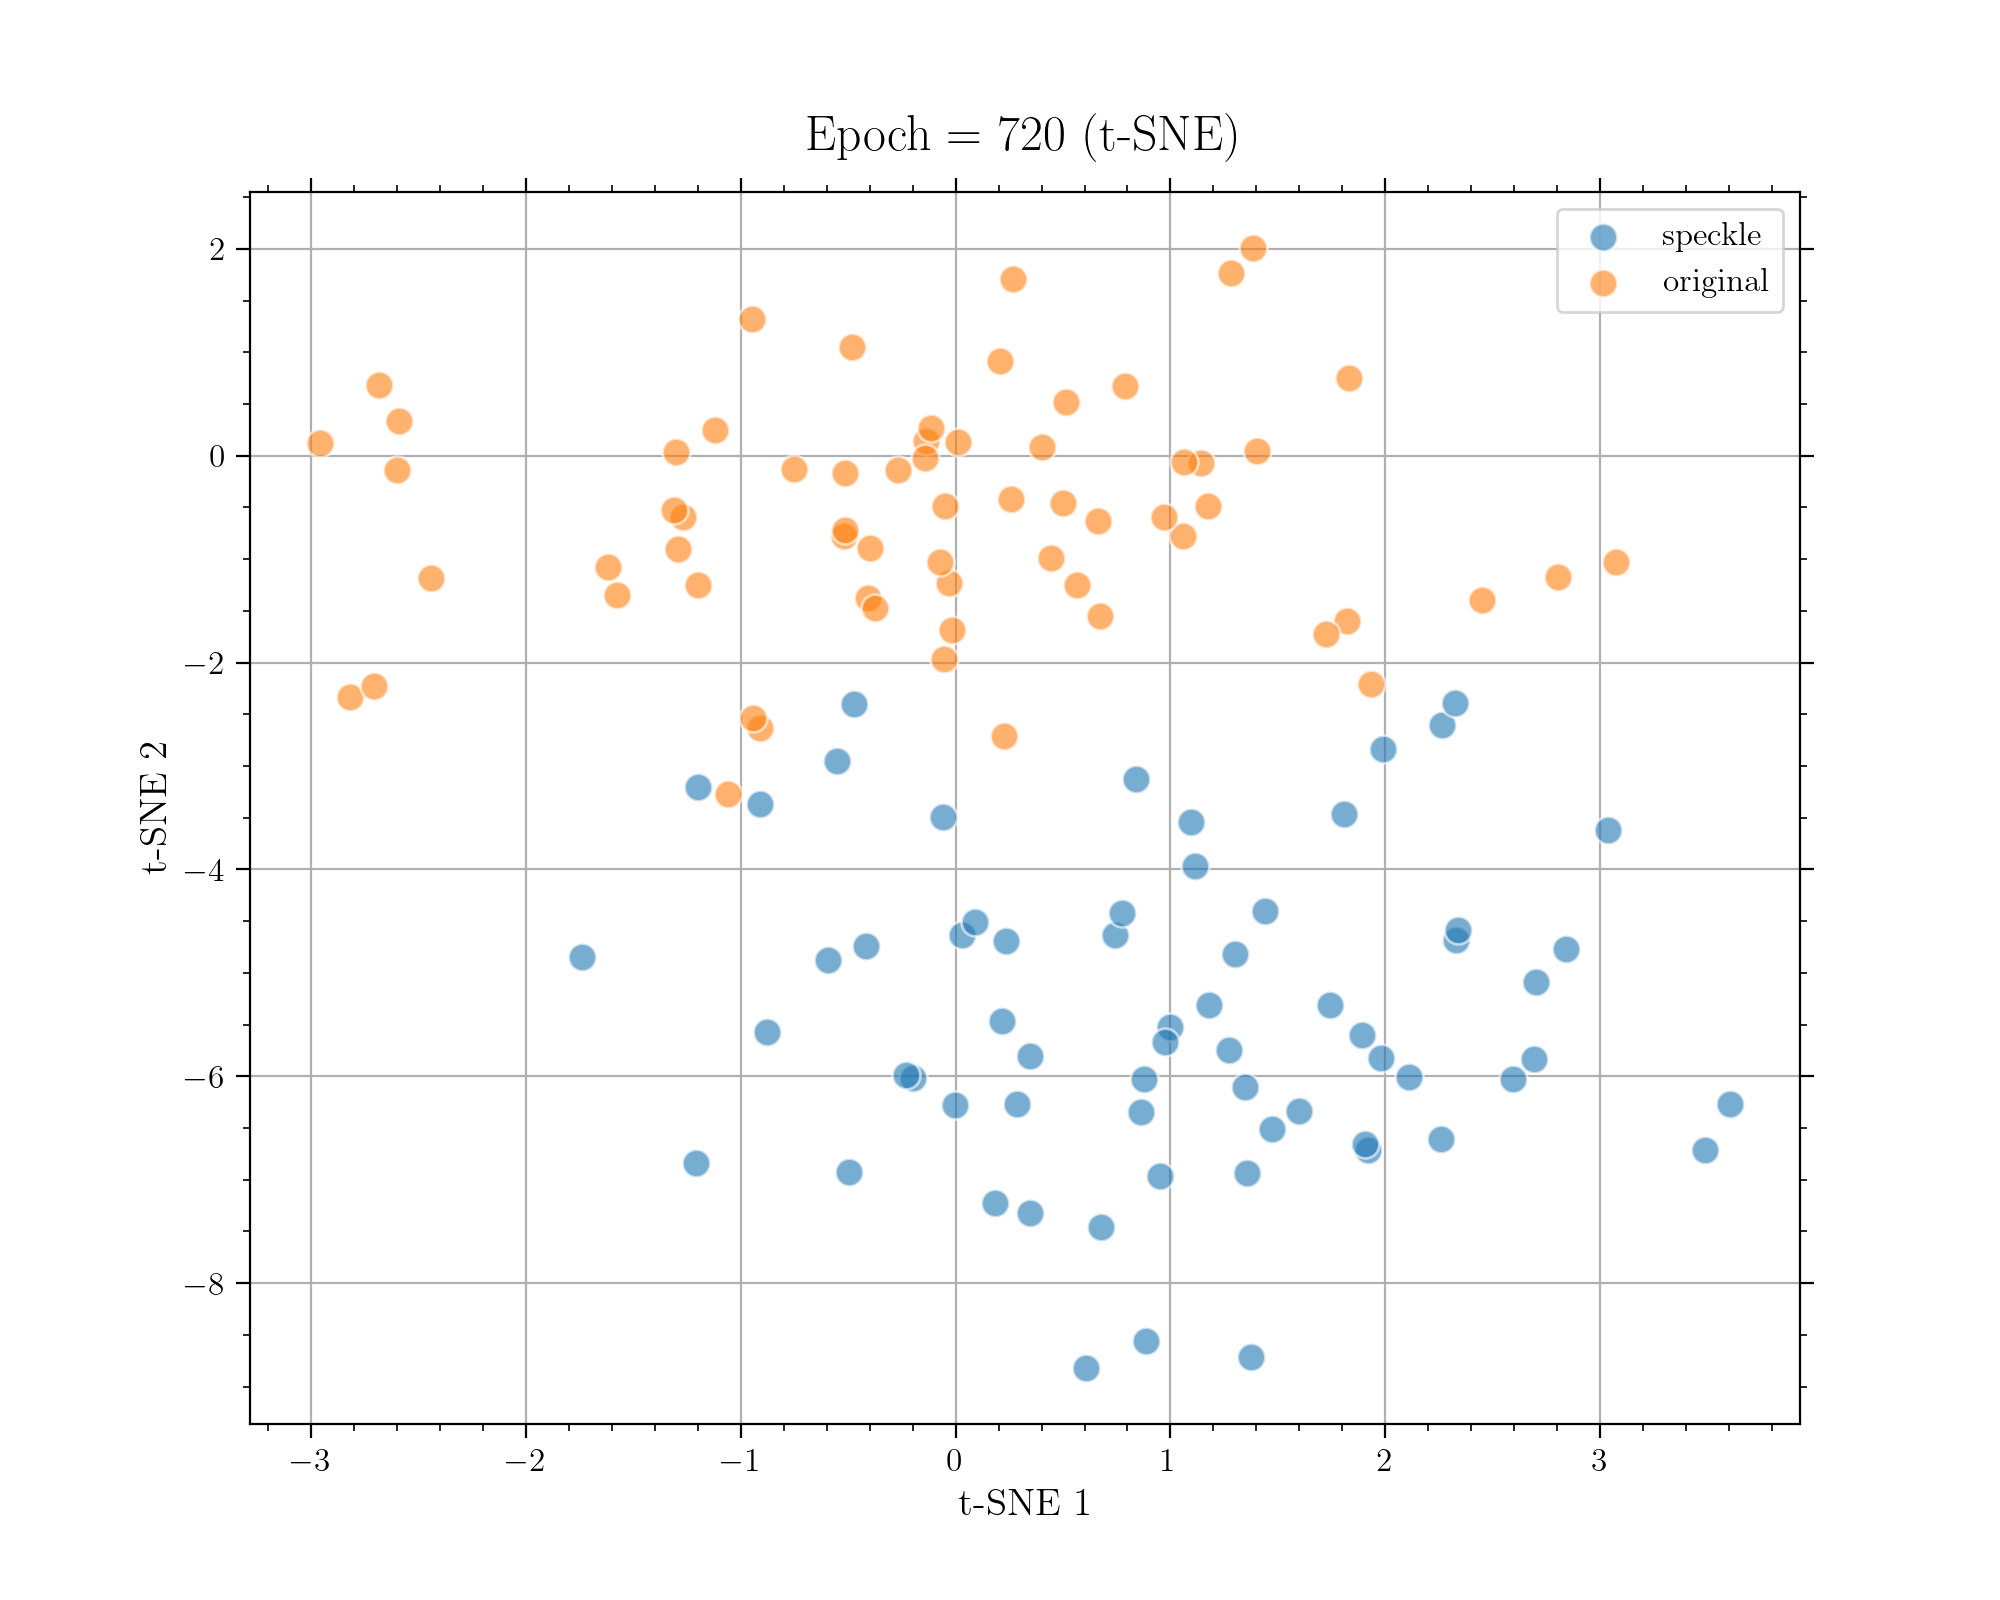 Epoch = 720 (t-SNE)
speckle
original
2
0
−2
−4
−6
−8
t-SNE 2
−3 −2 −1 0 1 2 3
t-SNE 1